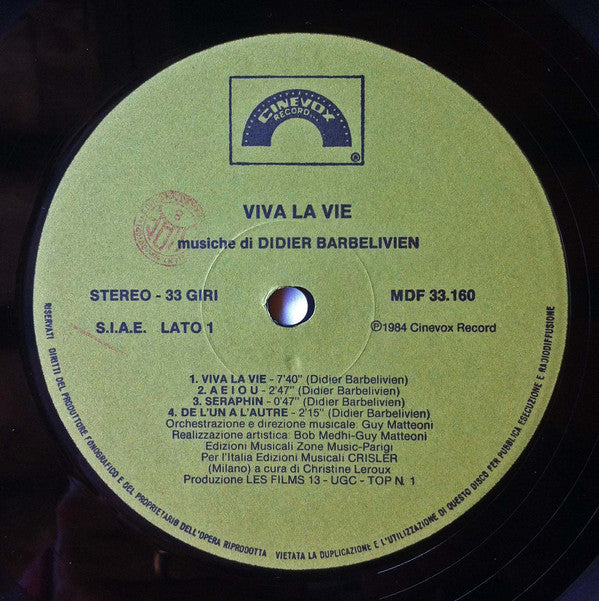 CINEVOX
RECORD
®
VIVA LA VIE
musiche di DIDIER BARBELIVIEN
STEREO - 33 GIRI
MDF 33.160
S.I.A.E. LATO 1
℗1984 Cinevox Record
1. VIVA LA VIE - 7'40" (Didier Barbelivien)
2. A E I O U - 2'47" (Didier Barbelivien)
3. SERAPHIN - 0'47" (Didier Barbelivien)
4. DE L'UN A L'AUTRE - 2'15" (Didier Barbelivien)
Orchestrazione e direzione musicale: Guy Matteoni
Realizzazione artistica: Bob Medhi-Guy Matteoni
Edizioni Musicali Zone Music-Parigi
Per l'Italia Edizioni Musicali CRISLER
(Milano) a cura di Christine Leroux
Produzione LES FILMS 13 - UGC - TOP N. 1
RISERVATI DIRITTI DEL PRODUTTORE FONOGRAFICO E DEL PROPRIETARIO DELL'OPERA RIPRODOTTA VIETATA LA DUPLICAZIONE E L'UTILIZZAZIONE DI QUESTO DISCO PER PUBBLICA ESECUZIONE E RADIODIFFUSIONE